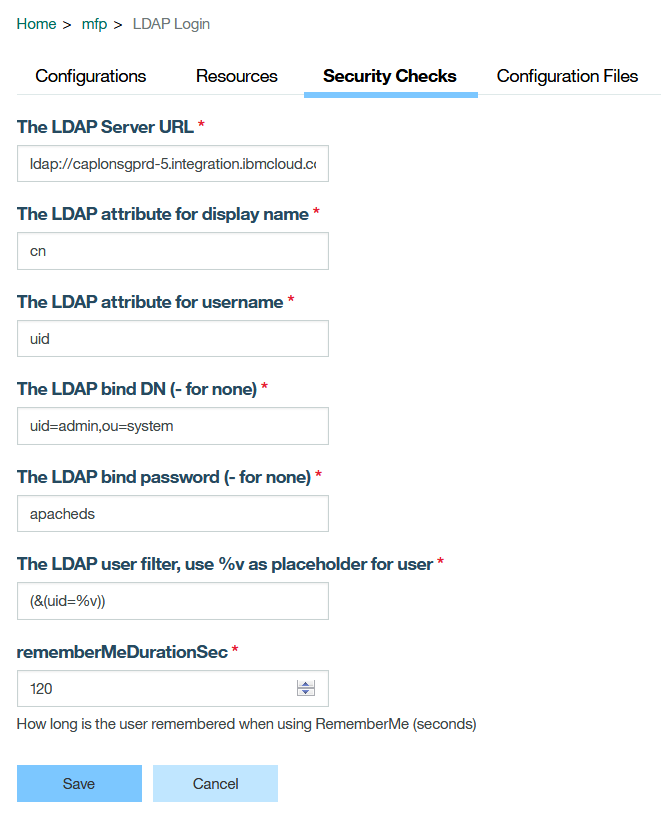 Home > mfp > LDAP Login
Configurations Resources Security Checks Configuration Files
The LDAP Server URL *
ldap://caplonsgprd-5.integration.ibmcloud.cc
The LDAP attribute for display name *
cn
The LDAP attribute for username *
uid
The LDAP bind DN (- for none) *
uid=admin,ou=system
The LDAP bind password (- for none) *
apacheds
The LDAP user filter, use %v as placeholder for user *
(&(uid=%v))
rememberMeDurationSec *
120
How long is the user remembered when using RememberMe (seconds)
Save Cancel